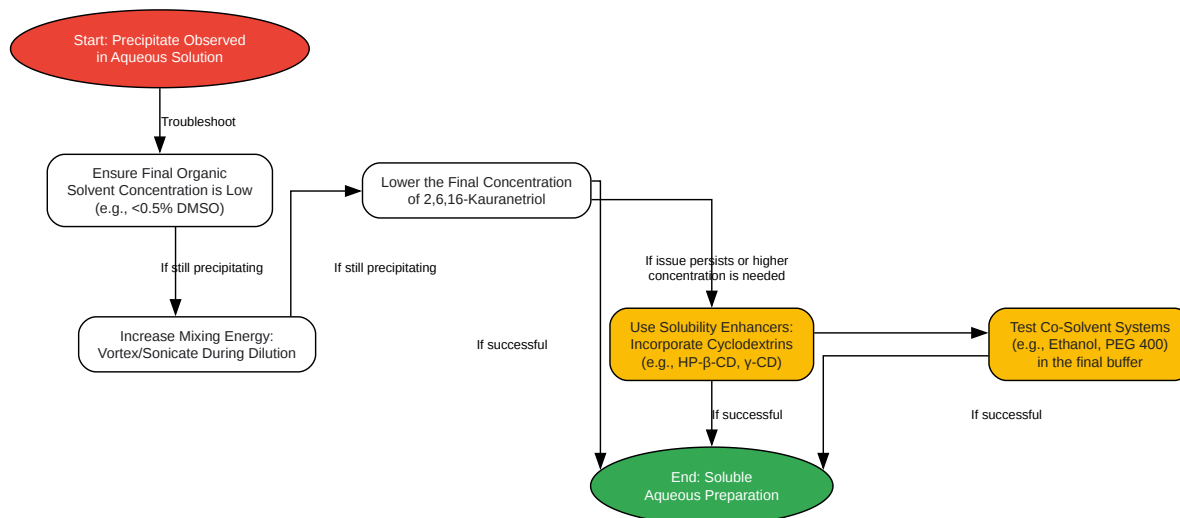 Start: Precipitate Observed
in Aqueous Solution
Troubleshoot
Ensure Final Organic
Solvent Concentration is Low
(e.g., <0.5% DMSO)
Lower the Final Concentration
of 2,6,16-Kauranetriol
If still precipitating
If still precipitating
If issue persists or higher
concentration is needed
Increase Mixing Energy:
Vortex/Sonicate During Dilution
If successful
Use Solubility Enhancers:
Incorporate Cyclodextrins
(e.g., HP-β-CD, γ-CD)
Test Co-Solvent Systems
(e.g., Ethanol, PEG 400)
in the final buffer
If successful
If successful
End: Soluble
Aqueous Preparation